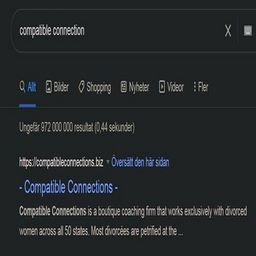 compatible connection
Allt Bilder Shopping Nyheter Videor Fler
Ungefär 972 000 000 resultat (0,44 sekunder)
https://compatibleconnections.biz Översätt den här sidan
- Compatible Connections -
Compatible Connections is a boutique coaching firm that works exclusively with divorced
women across all 50 states. Most divorcées are petrified at the ...